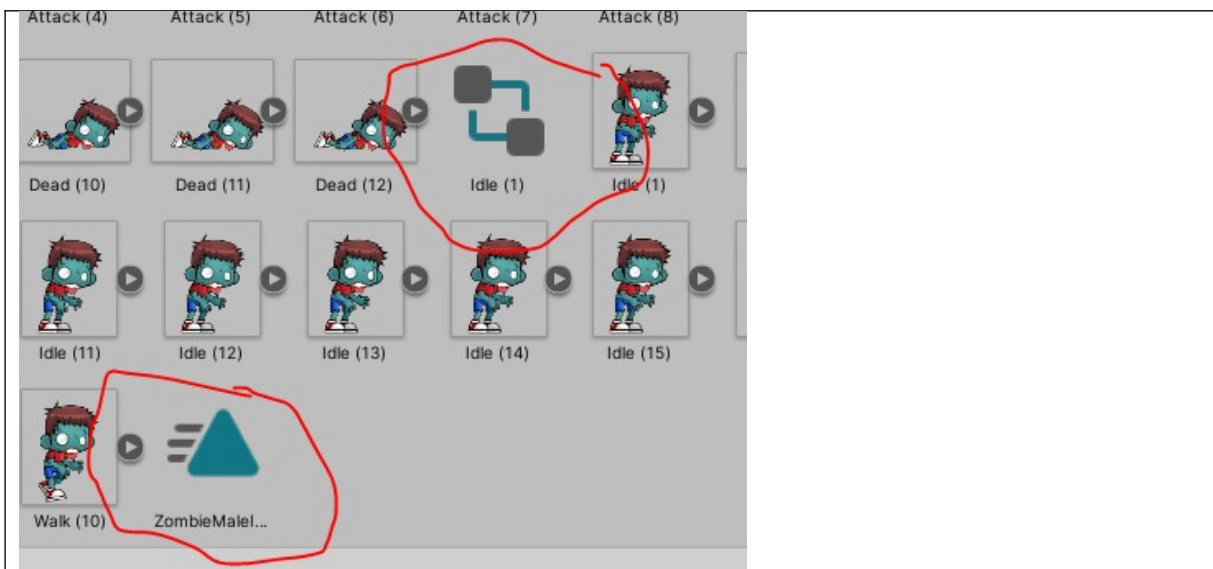 Attack (4) Attack (5) Attack (6) Attack (7) Attack (8)
Dead (10) Dead (11) Dead (12) Idle (1) Idle (1)
Idle (11) Idle (12) Idle (13) Idle (14) Idle (15)
Walk (10) ZombieMaleI...